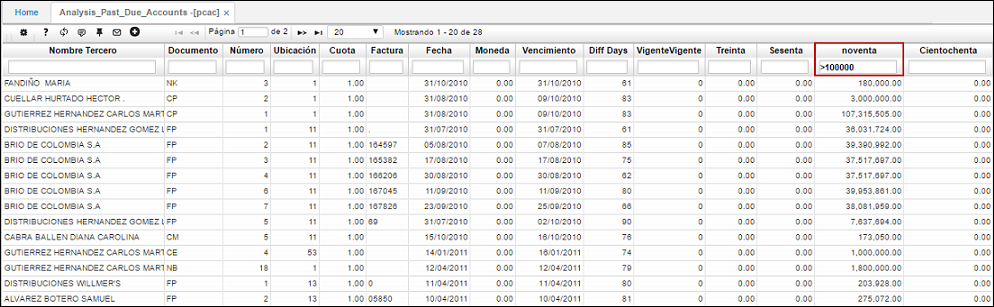 Home Analysis_Past_Due_Accounts -[pcac] ×
Página 1 de 2 20 Mostrando 1 - 20 de 28
Nombre Tercero Documento Número Ubicación Cuota Factura Fecha Moneda Vencimiento Diff Days VigenteVigente Treinta Sesenta noventa Cientochenta
>100000
FANDIÑO MARIA NK 3 1 1.00 31/10/2010 0.00 31/10/2010 61 0 0.00 0.00 180,000.00 0.00
CUELLAR HURTADO HECTOR . CP 2 1 1.00 31/08/2010 0.00 09/10/2010 83 0 0.00 0.00 3,000,000.00 0.00
GUTIERREZ HERNANDEZ CARLOS MART CP 1 1 1.00 31/08/2010 0.00 09/10/2010 83 0 0.00 0.00 107,315,505.00 0.00
DISTRIBUCIONES HERNANDEZ GOMEZ L FP 1 11 1.00 . 31/07/2010 0.00 31/07/2010 61 0 0.00 0.00 36,031,724.00 0.00
BRIO DE COLOMBIA S.A FP 2 11 1.00 164597 05/08/2010 0.00 07/08/2010 85 0 0.00 0.00 39,390,992.00 0.00
BRIO DE COLOMBIA S.A FP 3 11 1.00 165382 17/08/2010 0.00 17/08/2010 75 0 0.00 0.00 37,517,697.00 0.00
BRIO DE COLOMBIA S.A FP 4 11 1.00 166206 30/08/2010 0.00 30/08/2010 62 0 0.00 0.00 37,517,697.00 0.00
BRIO DE COLOMBIA S.A FP 6 11 1.00 167045 11/09/2010 0.00 11/09/2010 80 0 0.00 0.00 39,953,861.00 0.00
BRIO DE COLOMBIA S.A FP 7 11 1.00 167826 23/09/2010 0.00 25/09/2010 66 0 0.00 0.00 38,081,959.00 0.00
DISTRIBUCIONES HERNANDEZ GOMEZ L FP 5 11 1.00 69 31/07/2010 0.00 02/10/2010 90 0 0.00 0.00 7,637,694.00 0.00
CABRA BALLEN DIANA CAROLINA CM 5 11 1.00 15/10/2010 0.00 16/10/2010 76 0 0.00 0.00 173,050.00 0.00
GUTIERREZ HERNANDEZ CARLOS MART CE 4 53 1.00 14/01/2011 0.00 16/01/2011 74 0 0.00 0.00 1,000,000.00 0.00
GUTIERREZ HERNANDEZ CARLOS MART NB 18 1 1.00 12/04/2011 0.00 12/04/2011 79 0 0.00 0.00 1,800,000.00 0.00
DISTRIBUCIONES WILLMER'S FP 1 13 1.00 0 11/04/2011 0.00 11/04/2011 80 0 0.00 0.00 203,928.00 0.00
ALVAREZ BOTERO SAMUEL FP 2 13 1.00 05850 10/04/2011 0.00 10/04/2011 81 0 0.00 0.00 275,072.00 0.00